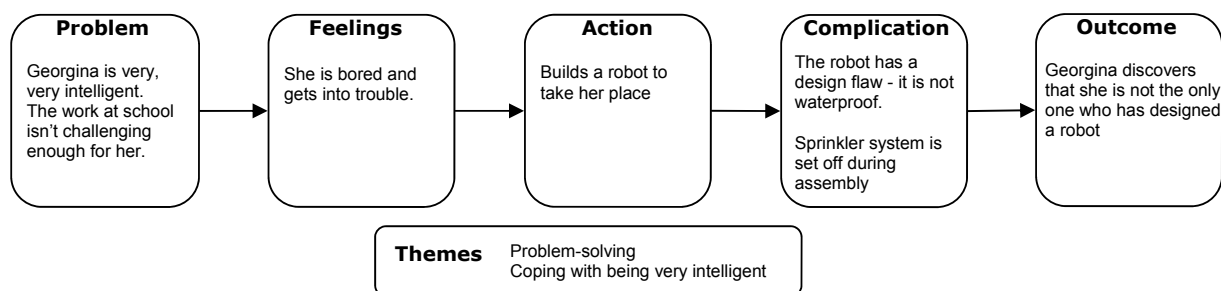 Problem
Georgina is very,
very intelligent.
The work at school
isn't challenging
enough for her.
Feelings
She is bored and
gets into trouble.
Action
Builds a robot to
take her place
Complication
The robot has a
design flaw - it is not
waterproof.
Sprinkler system is
set off during
assembly
Outcome
Georgina discovers
that she is not the only
one who has designed
a robot
Themes
Problem-solving
Coping with being very intelligent